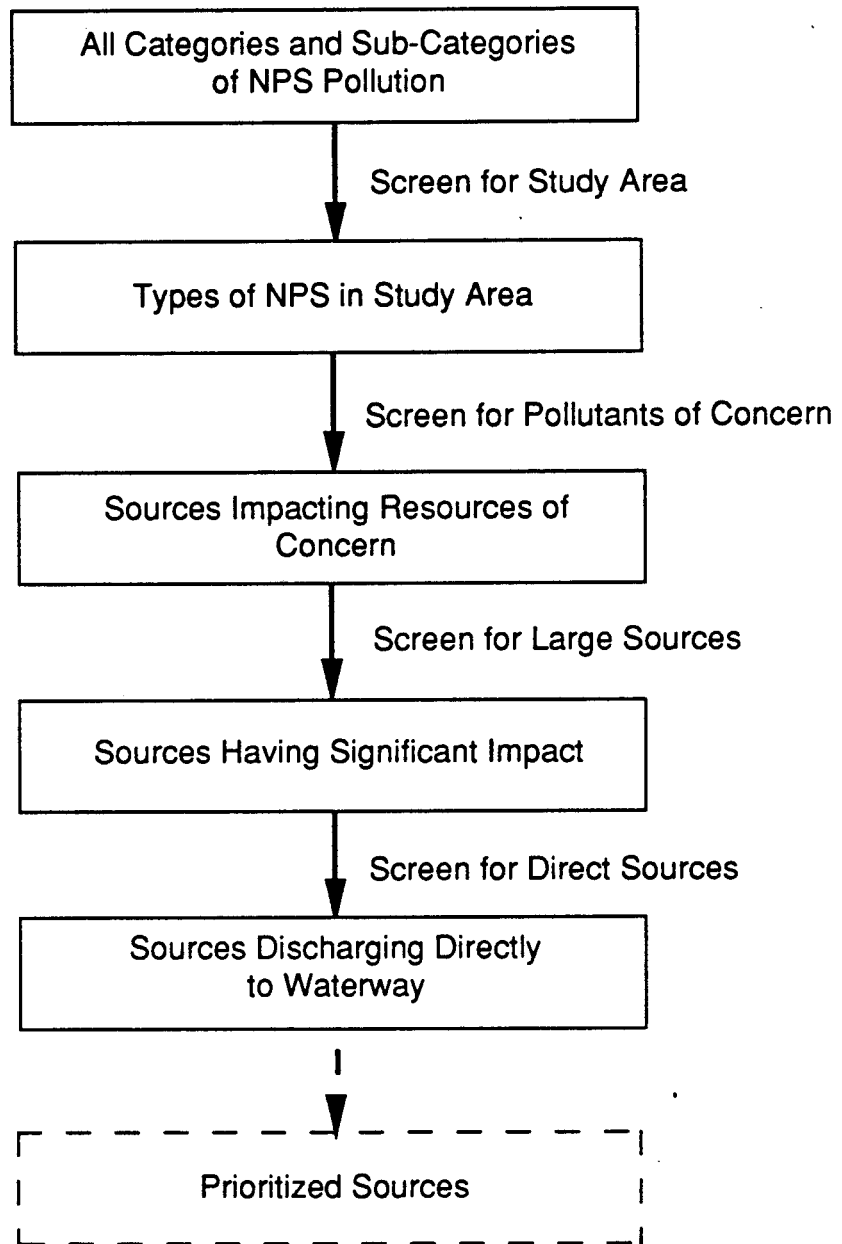 All Categories and Sub-Categories
of NPS Pollution
Screen for Study Area
Types of NPS in Study Area
Screen for Pollutants of Concern
Sources Impacting Resources of
Concern
Screen for Large Sources
Sources Having Significant Impact
Screen for Direct Sources
Sources Discharging Directly
to Waterway
Prioritized Sources